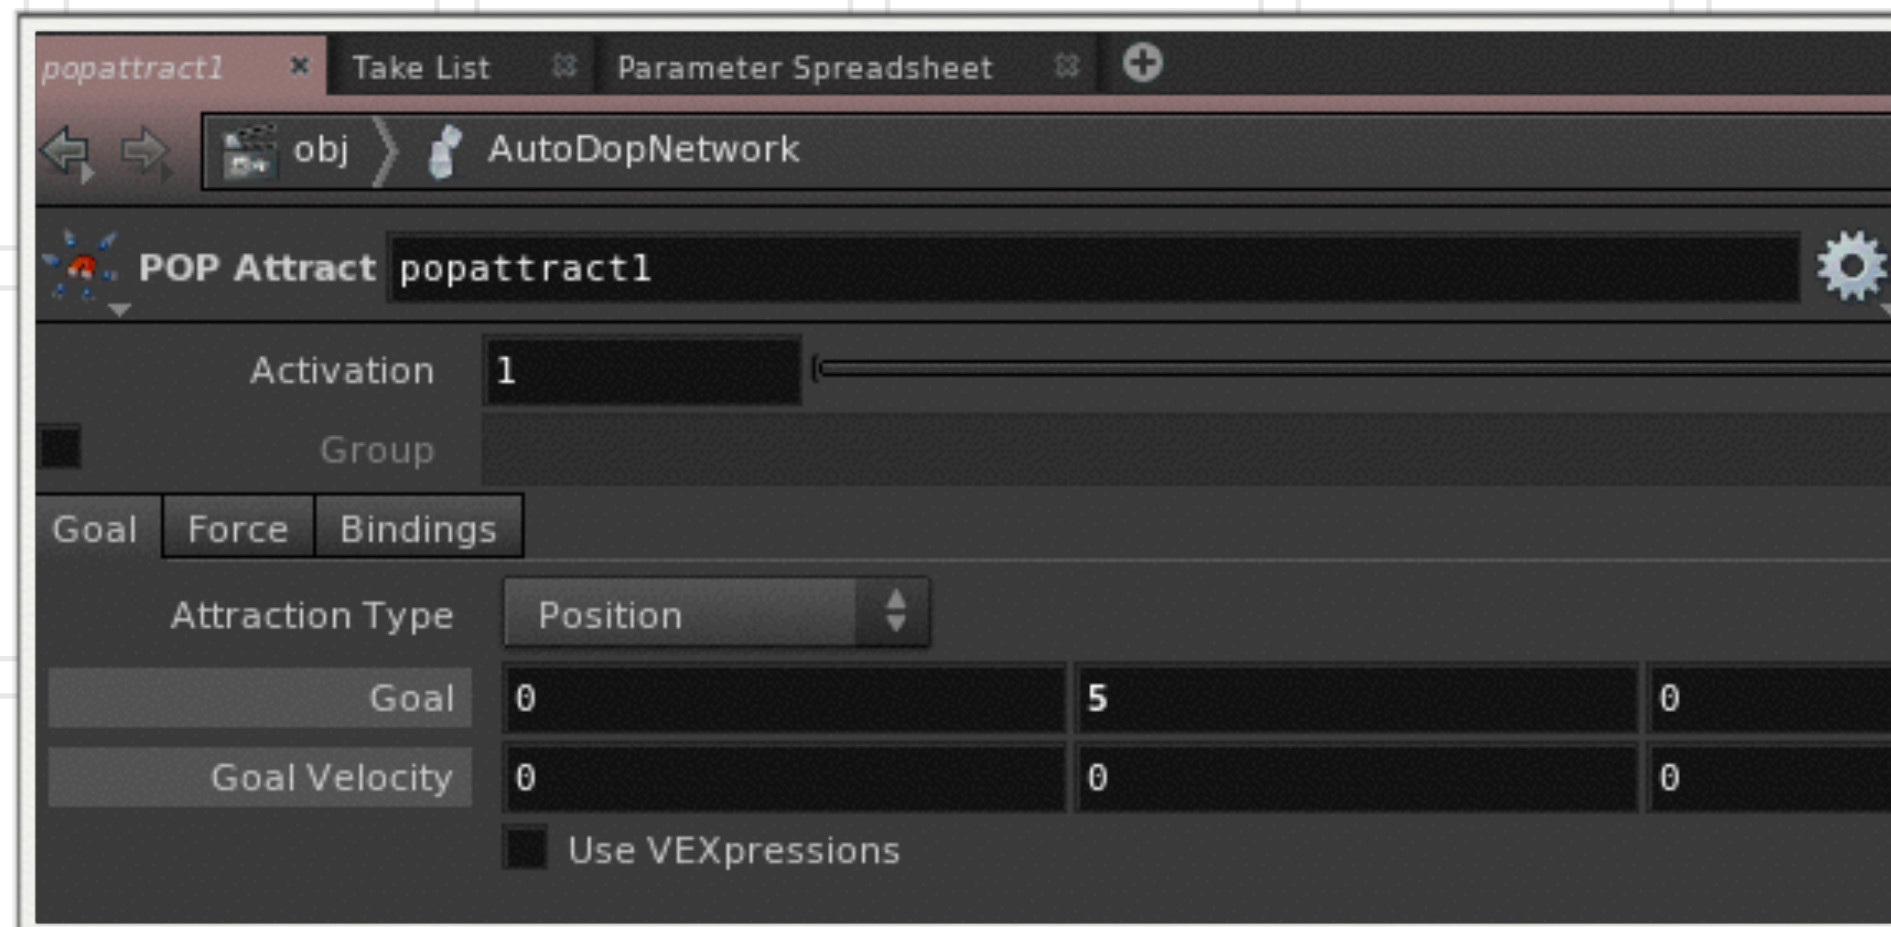 popattract1 Take List Parameter Spreadsheet
obj AutoDopNetwork
POP Attract popattract1
Activation 1
Group
Goal Force Bindings
Attraction Type Position
Goal 0 5 0
Goal Velocity 0 0 0
Use VEXpressions